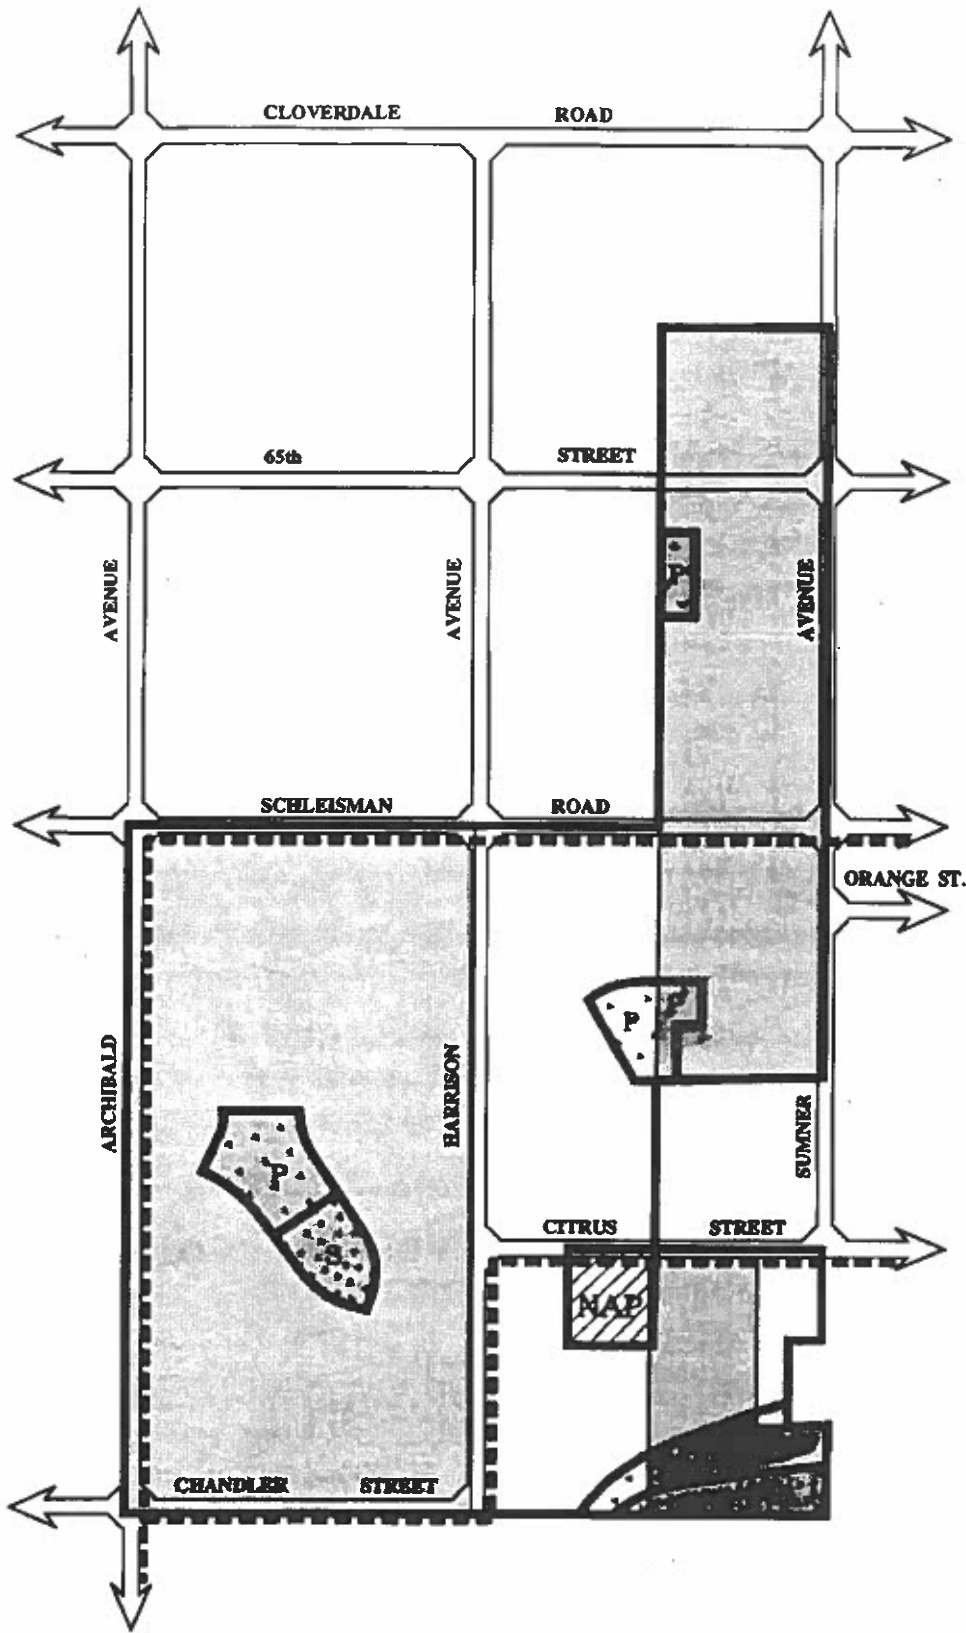 CLOVERDALE ROAD
65th STREET
AVENUE
AVENUE
AVENUE
P
SCHLEISMAN ROAD
ORANGE ST.
P
P
ARCHIBALD
HARRISON
SUMNER
P
S
CITRUS STREET
NAP
CHANDLER STREET